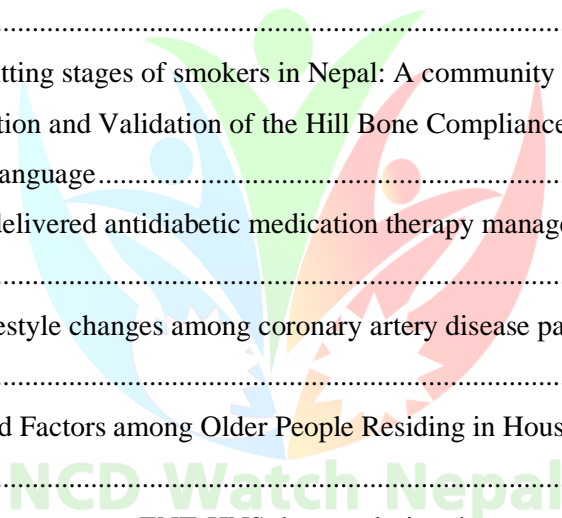 ................................................................
tting stages of smokers in Nepal: A community
tion and Validation of the Hill Bone Compliance
anguage.....................................................
delivered antidiabetic medication therapy manage
................................................................
estyle changes among coronary artery disease pa
................................................................
d Factors among Older People Residing in Hous
................................................................
NCD Watch Nepal